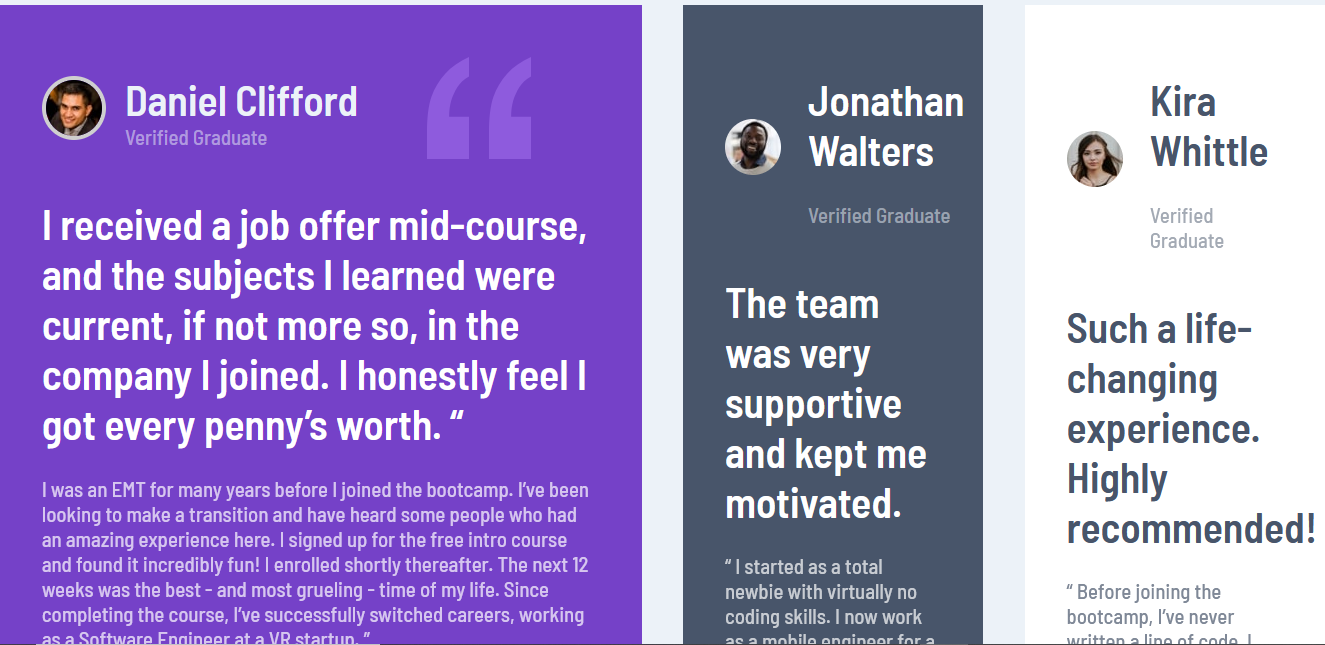 Daniel Clifford
Verified Graduate
I received a job offer mid-course,
and the subjects I learned were
current, if not more so, in the
company I joined. I honestly feel I
got every penny’s worth. “
I was an EMT for many years before I joined the bootcamp. I’ve been
looking to make a transition and have heard some people who had
an amazing experience here. I signed up for the free intro course
and found it incredibly fun! I enrolled shortly thereafter. The next 12
weeks was the best - and most grueling - time of my life. Since
completing the course, I’ve successfully switched careers, working
as a Software Engineer at a VR startup. ”
Jonathan
Walters
Verified Graduate
The team
was very
supportive
and kept me
motivated.
“ I started as a total
newbie with virtually no
coding skills. I now work
as a mobile engineer for a
Kira
Whittle
Verified
Graduate
Such a life-
changing
experience.
Highly
recommended!
“ Before joining the
bootcamp, I’ve never
written a line of code. I